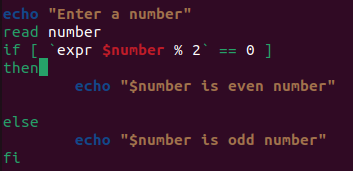 echo "Enter a number"
read number
if [ `expr $number % 2` == 0 ]
then
echo "$number is even number"
else
echo "$number is odd number"
fi